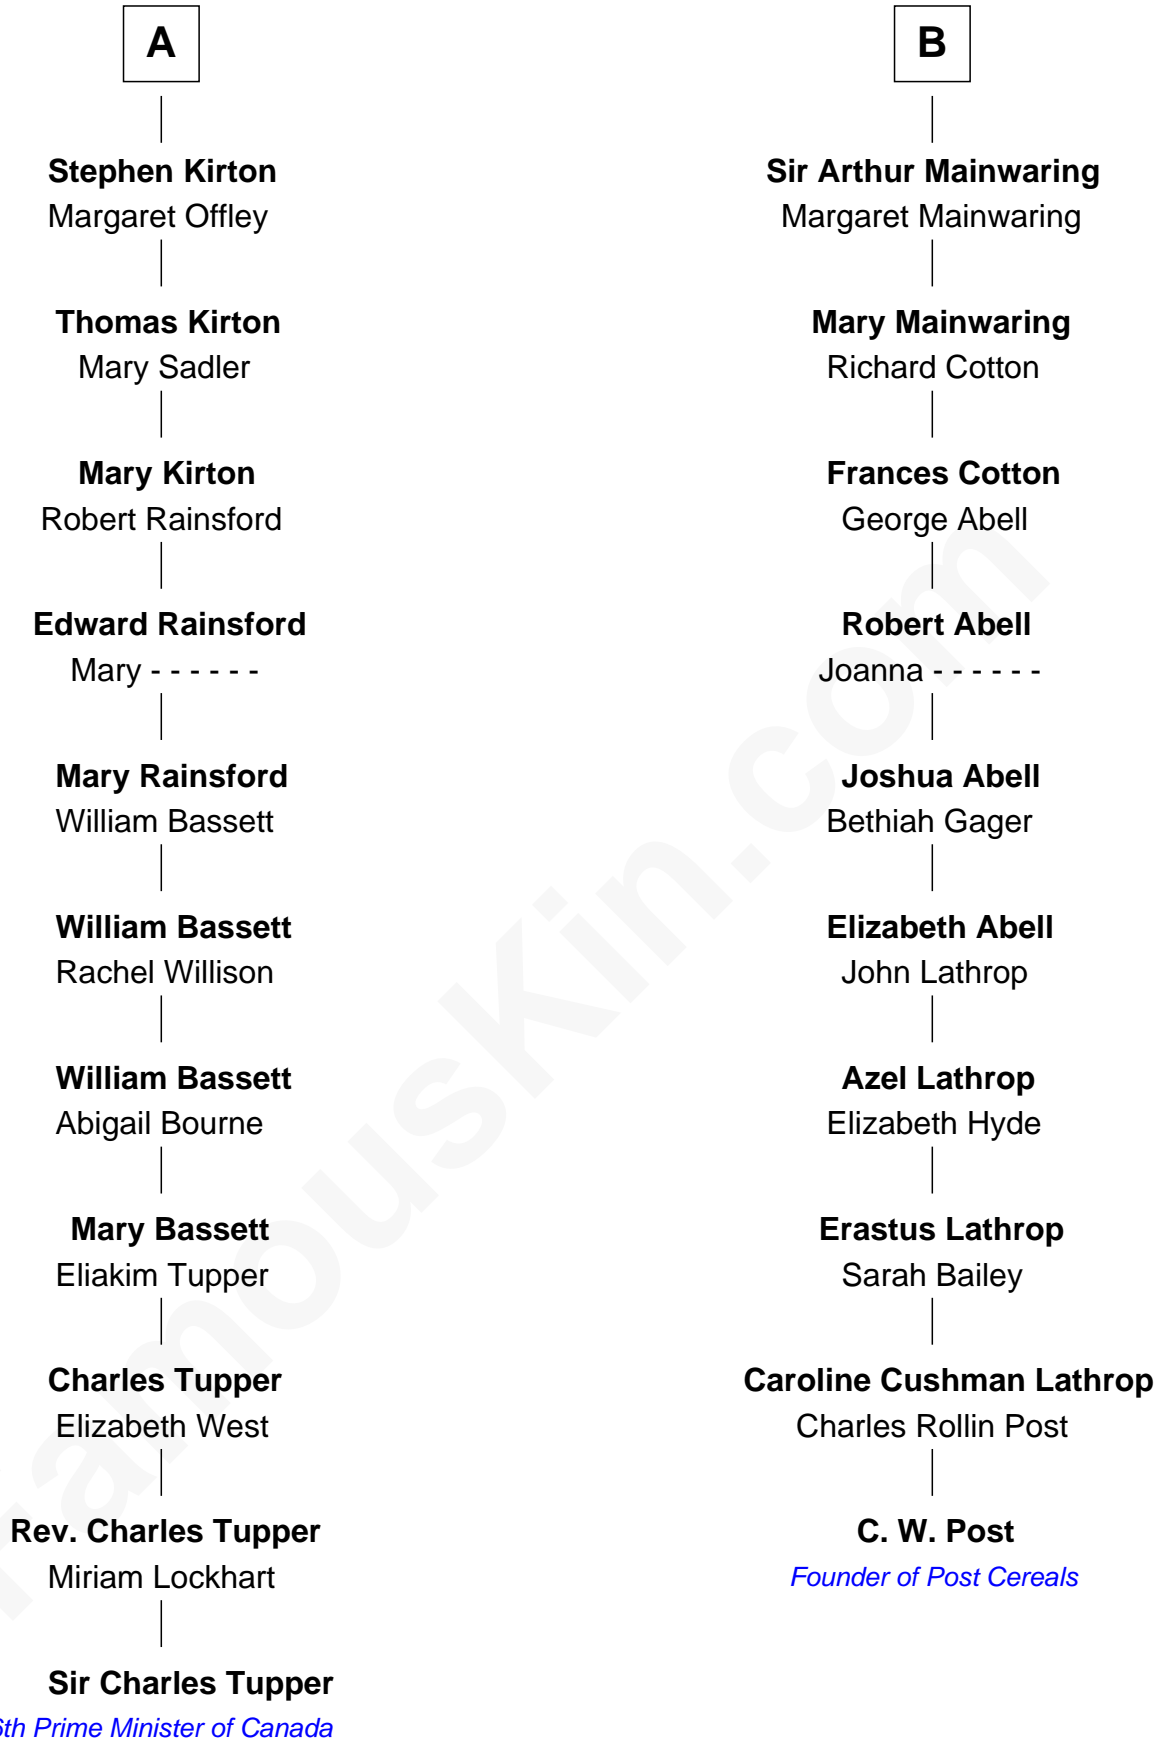 A
Stephen Kirton
Margaret Offley
Thomas Kirton
Mary Sadler
Mary Kirton
Robert Rainsford
Edward Rainsford
Mary - - - - - -
Mary Rainsford
William Bassett
William Bassett
Rachel Willison
William Bassett
Abigail Bourne
Mary Bassett
Eliakim Tupper
Charles Tupper
Elizabeth West
Rev. Charles Tupper
Miriam Lockhart
Sir Charles Tupper
6th Prime Minister of Canada
B
Sir Arthur Mainwaring
Margaret Mainwaring
Mary Mainwaring
Richard Cotton
Frances Cotton
George Abell
Robert Abell
Joanna - - - - - -
Joshua Abell
Bethiah Gager
Elizabeth Abell
John Lathrop
Azel Lathrop
Elizabeth Hyde
Erastus Lathrop
Sarah Bailey
Caroline Cushman Lathrop
Charles Rollin Post
C. W. Post
Founder of Post Cereals
FamousKin.com